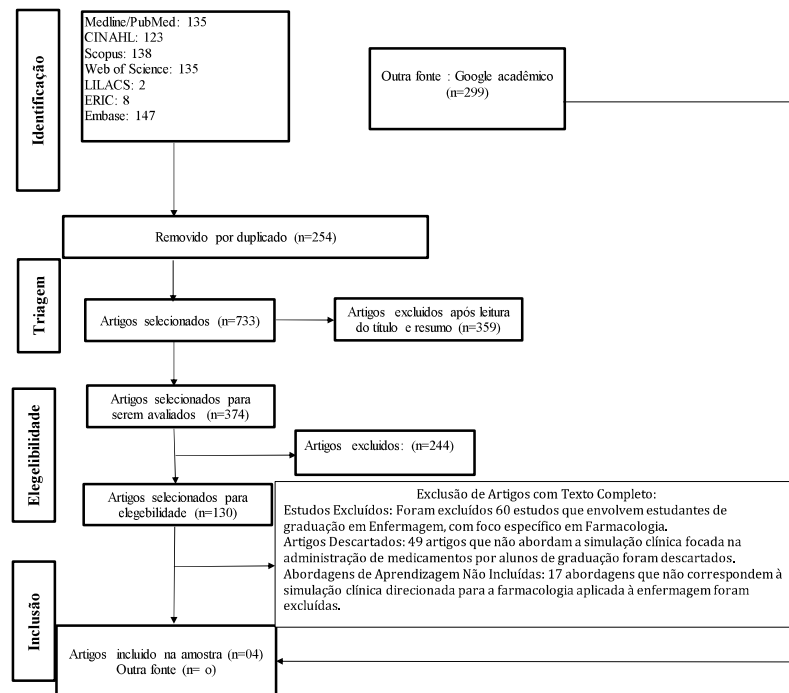 Identificação
Medline/PubMed: 135
CINAHL: 123
Scopus: 138
Web of Science: 135
LILACS: 2
ERIC: 8
Embase: 147
Outra fonte : Google acadêmico
(n=299)
Removido por duplicado (n=254)
Triagem
Artigos selecionados (n=733)
Artigos excluidos após leitura
do titulo e resumo (n=359)
Elegelibilidade
Artigos selecionados para
serem avaliados (n=374)
Artigos excluidos: (n=244)
Artigos selecionados para
elegebilidade (n=130)
Exclusão de Artigos com Texto Completo:
Estudos Excluídos: Foram excluídos 60 estudos que envolvem estudantes
de graduação em Enfermagem, com foco específico em Farmacologia.
Artigos Descartados: 49 artigos que não abordam a simulação clínica focada na
administração de medicamentos por alunos de graduação foram descartados.
Abordagens de Aprendizagem Não Incluídas: 17 abordagens que não correspondem à
simulação clínica direcionada para a farmacologia aplicada à enfermagem foram
excluídas.
Inclusão
Artigos incluido na amostra (n=04)
Outra fonte (n= o)